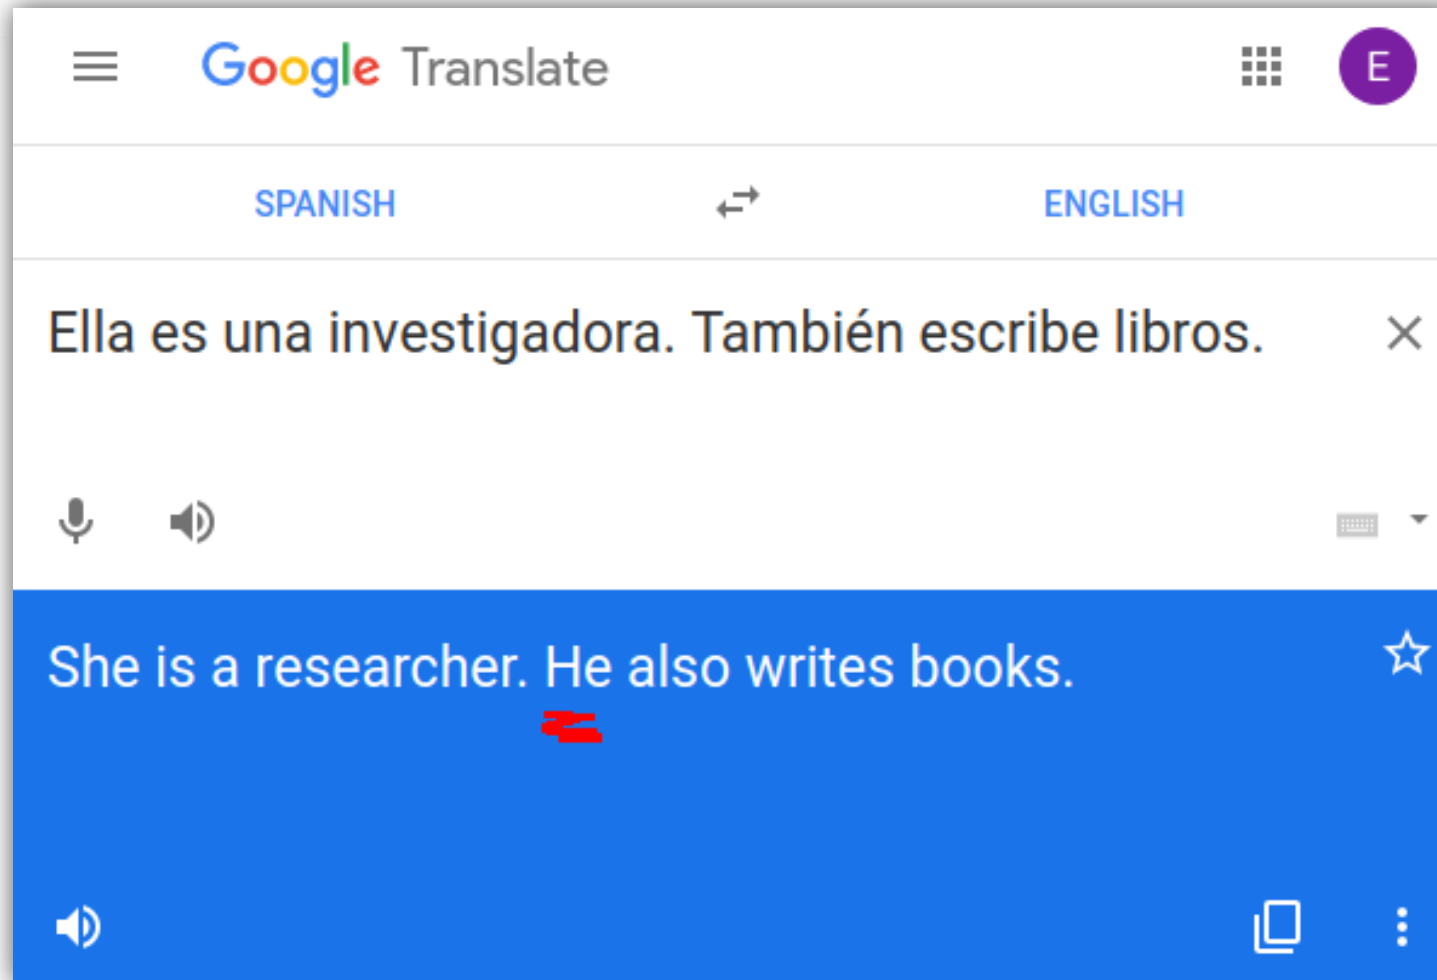 Google Translate
E
SPANISH
ENGLISH
Ella es una investigadora. También escribe libros.
She is a researcher. He also writes books.